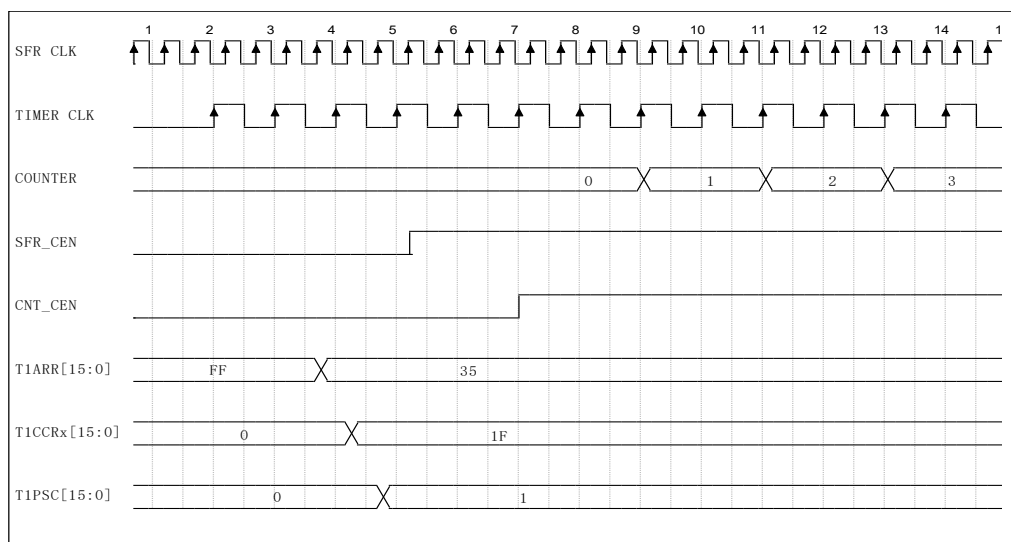 1 2 3 4 5 6 7 8 9 10 11 12 13 14 1
SFR CLK
TIMER CLK
COUNTER 0 1 2 3
SFR_CEN
CNT_CEN
T1ARR[15:0] FF 35
T1CCRx[15:0] 0 1F
T1PSC[15:0] 0 1